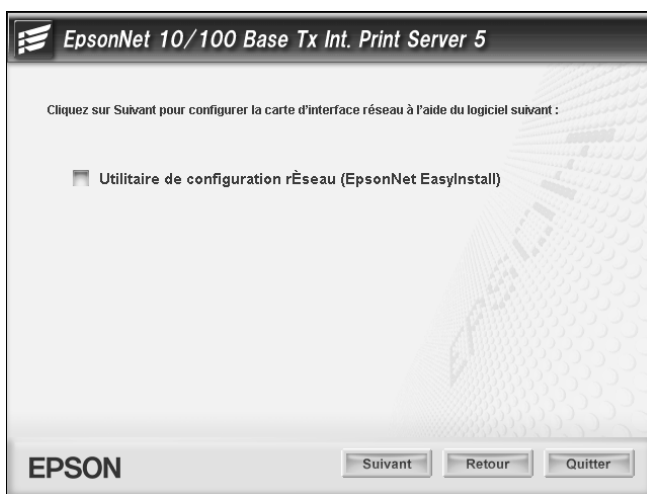 EpsonNet 10/100 Base Tx Int. Print Server 5
Cliquez sur Suivant pour configurer la carte d'interface réseau à l'aide du logiciel suivant :
Utilitaire de configuration rÈseau (EpsonNet EasyInstall)
EPSON
EPSON
Suivant
Retour
Quitter